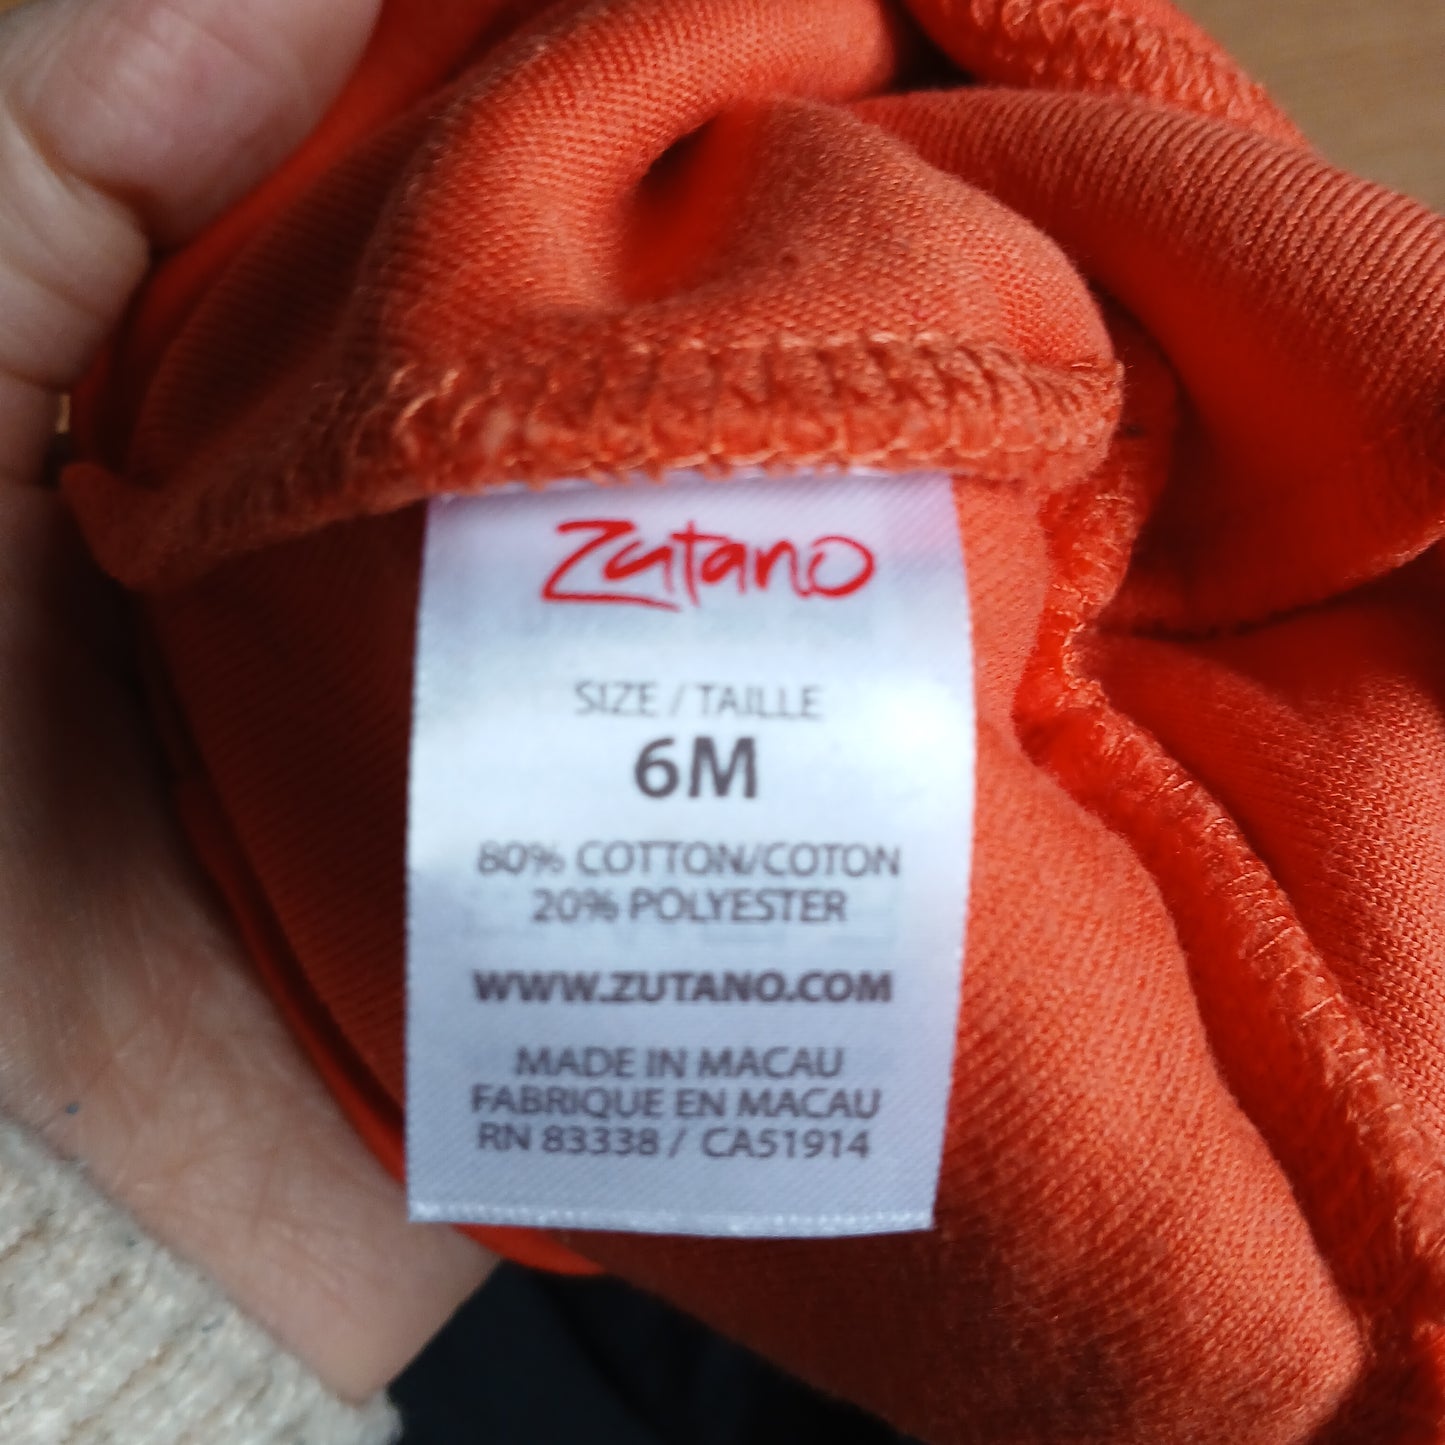 Zutano
SIZE / TAILLE
6M
80% COTTON/COTON
20% POLYESTER
WWW.ZUTANO.COM
MADE IN MACAU
FABRIQUE EN MACAU
RN 83338 / CA51914